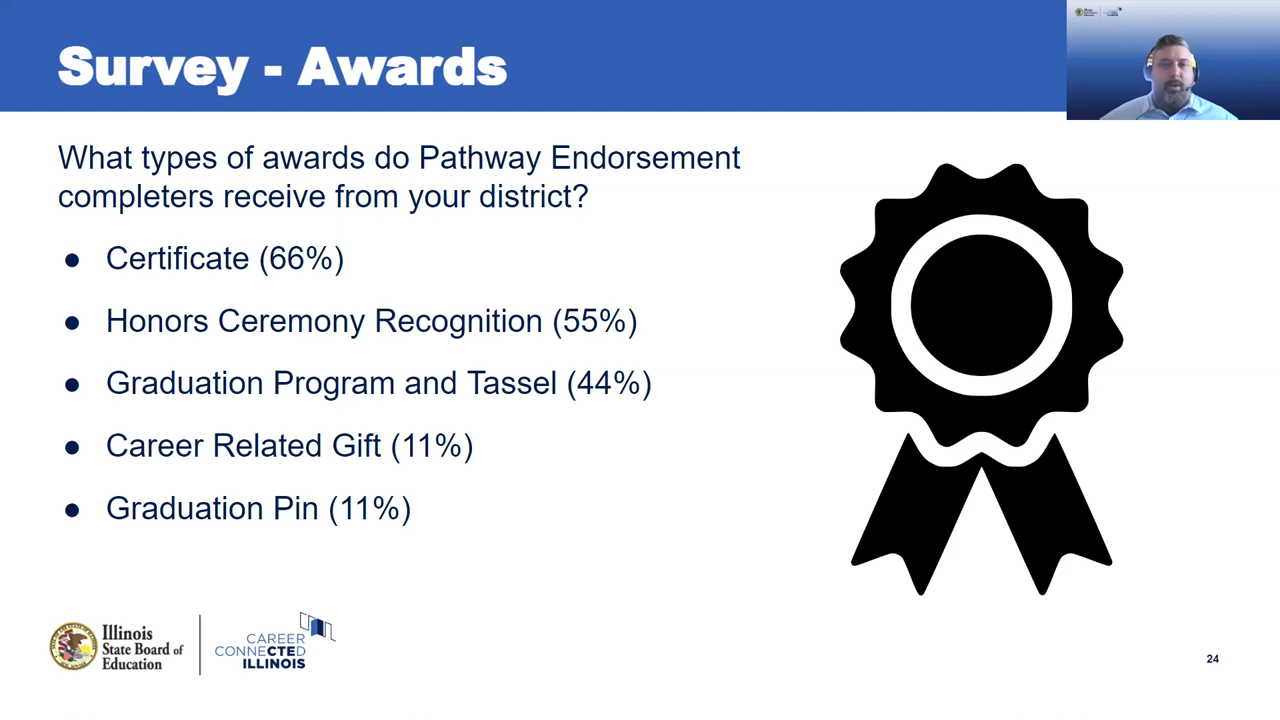 Survey - Awards
What types of awards do Pathway Endorsement
completers receive from your district?
● Certificate (66%)
● Honors Ceremony Recognition (55%)
● Graduation Program and Tassel (44%)
● Career Related Gift (11%)
● Graduation Pin (11%)
Illinois
State Board of
Education
CAREER
CONNECTED
ILLINOIS
24